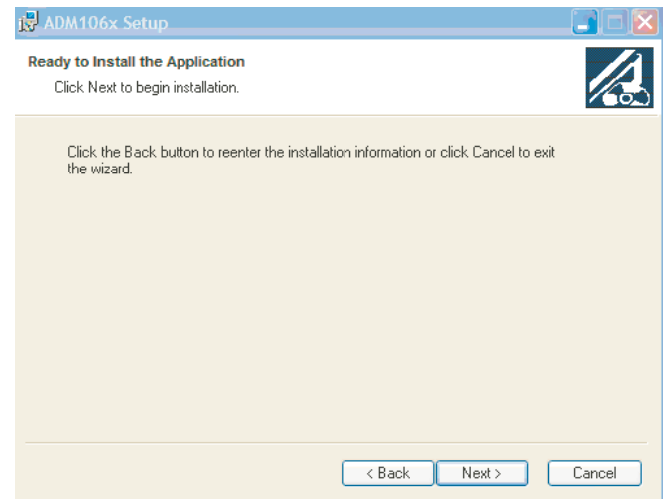 ADM106x Setup
Ready to Install the Application
Click Next to begin installation.
Click the Back button to reenter the installation information or click Cancel to exit
the wizard.
< Back Next > Cancel